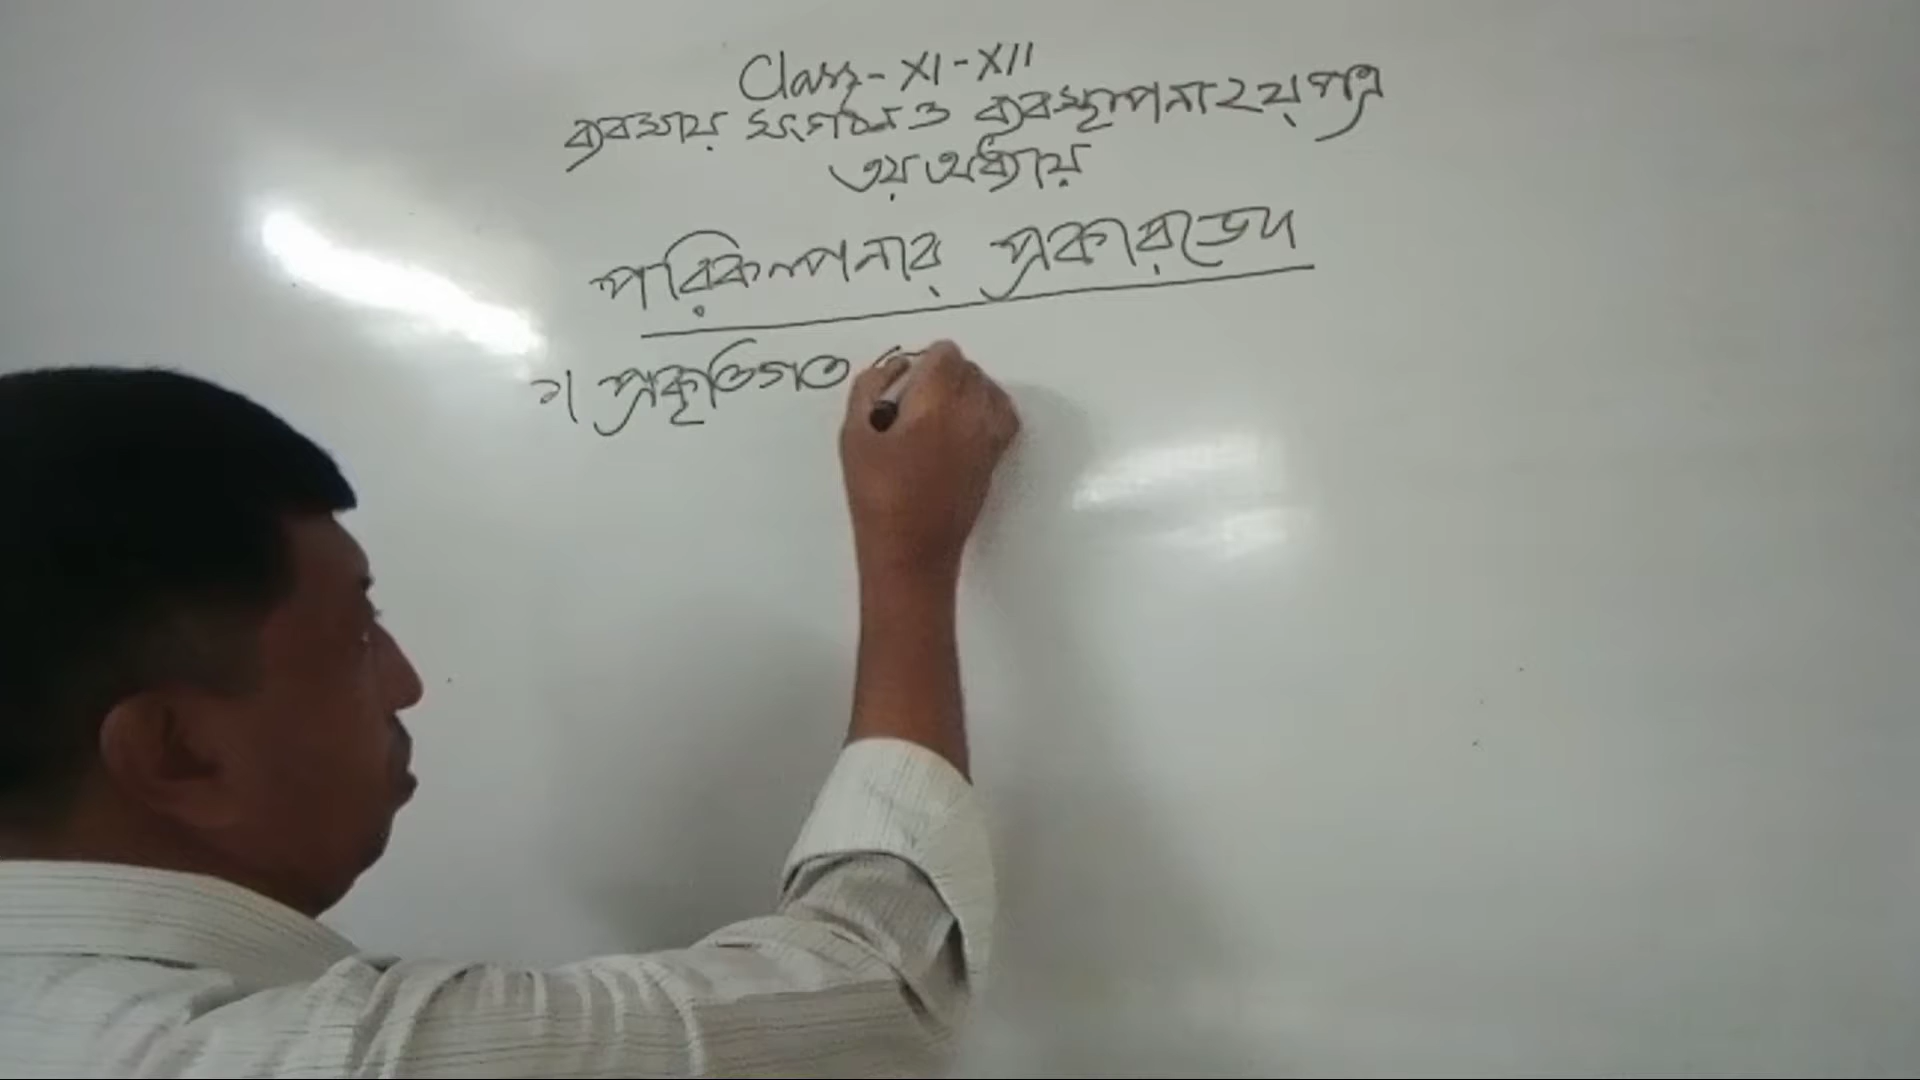 Class-XI-XII
ব্যবসায় সংগঠন ও ব্যবস্থাপনা ২য় পত্র
৩য় অধ্যায়
পরিকল্পনার প্রকারভেদ
১। প্রকৃতিগত